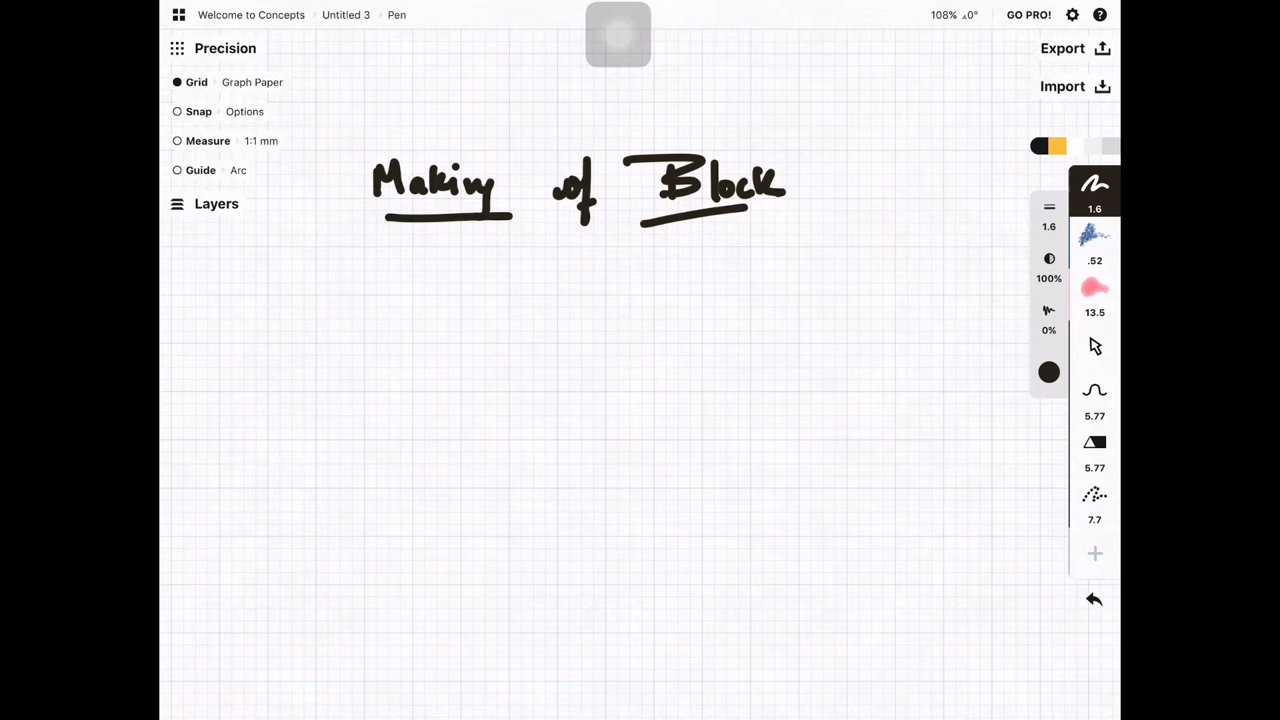 Welcome to Concepts › Untitled 3 › Pen
108% ⊿0° GO PRO! ?
Precision
Export
Grid › Graph Paper
Import
Snap › Options
Measure › 1:1 mm
Guide › Arc
Layers
Making of Block
1.6
100%
0%
1.6
.52
13.5
5.77
5.77
7.7